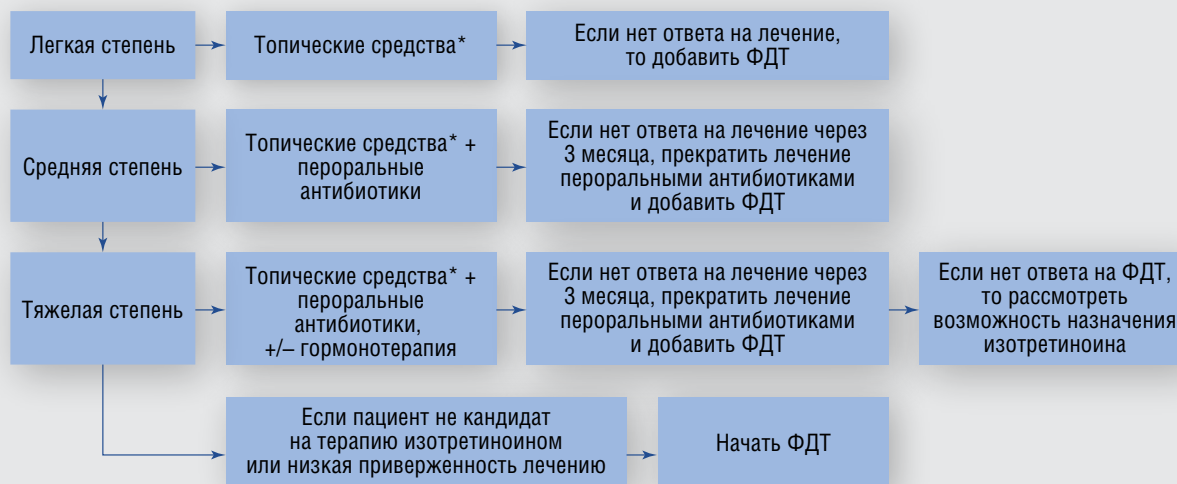 Легкая степень
Топические средства*
Если нет ответа на лечение,
то добавить ФДТ
Средняя степень
Топические средства* +
пероральные
антибиотики
Если нет ответа на лечение через
3 месяца, прекратить лечение
пероральными антибиотиками
и добавить ФДТ
Тяжелая степень
Топические средства* +
пероральные
антибиотики,
+/– гормонотерапия
Если нет ответа на лечение через
3 месяца, прекратить лечение
пероральными антибиотиками
и добавить ФДТ
Если нет ответа на ФДТ,
то рассмотреть
возможность назначения
изотретиноина
Если пациент не кандидат
на терапию изотретиноином
или низкая приверженность лечению
Начать ФДТ